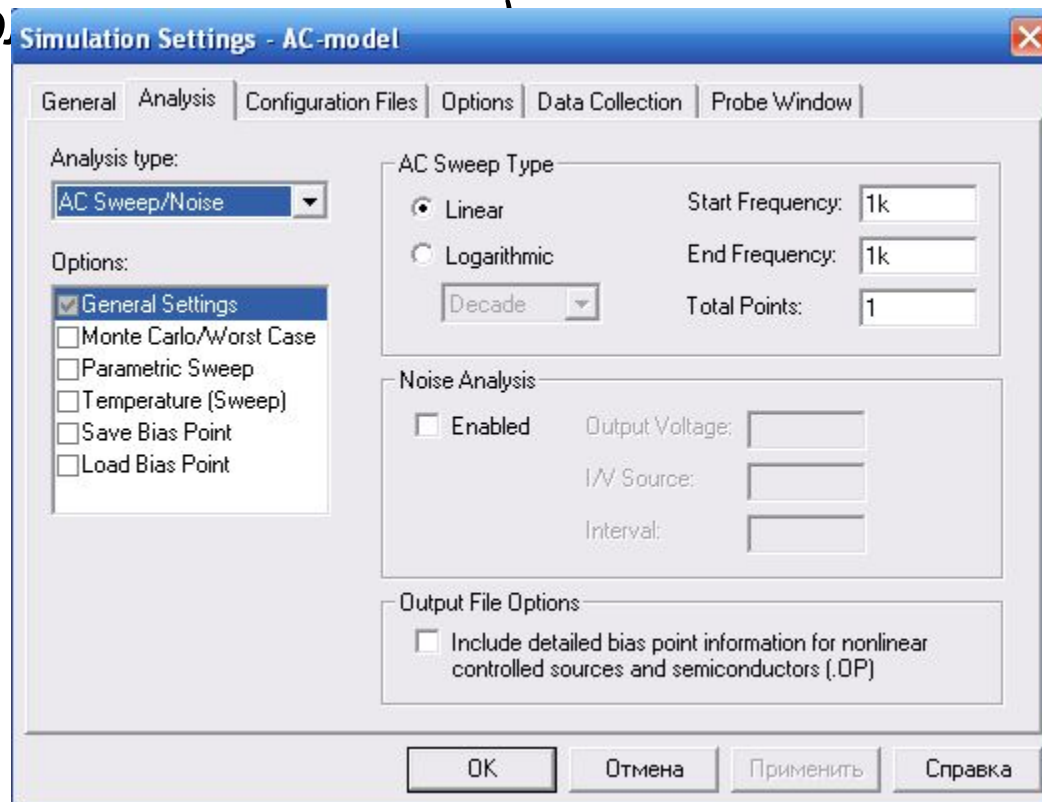 Simulation Settings - AC-model
General Analysis Configuration Files Options Data Collection Probe Window
Analysis type:
AC Sweep/Noise
Options:
General Settings
Monte Carlo/Worst Case
Parametric Sweep
Temperature (Sweep)
Save Bias Point
Load Bias Point
AC Sweep Type
Linear
Logarithmic
Decade
Start Frequency: 1k
End Frequency: 1k
Total Points: 1
Noise Analysis
Enabled
Output Voltage:
I/V Source:
Interval:
Output File Options
Include detailed bias point information for nonlinear
controlled sources and semiconductors (.OP)
OK Отмена Применить Справка